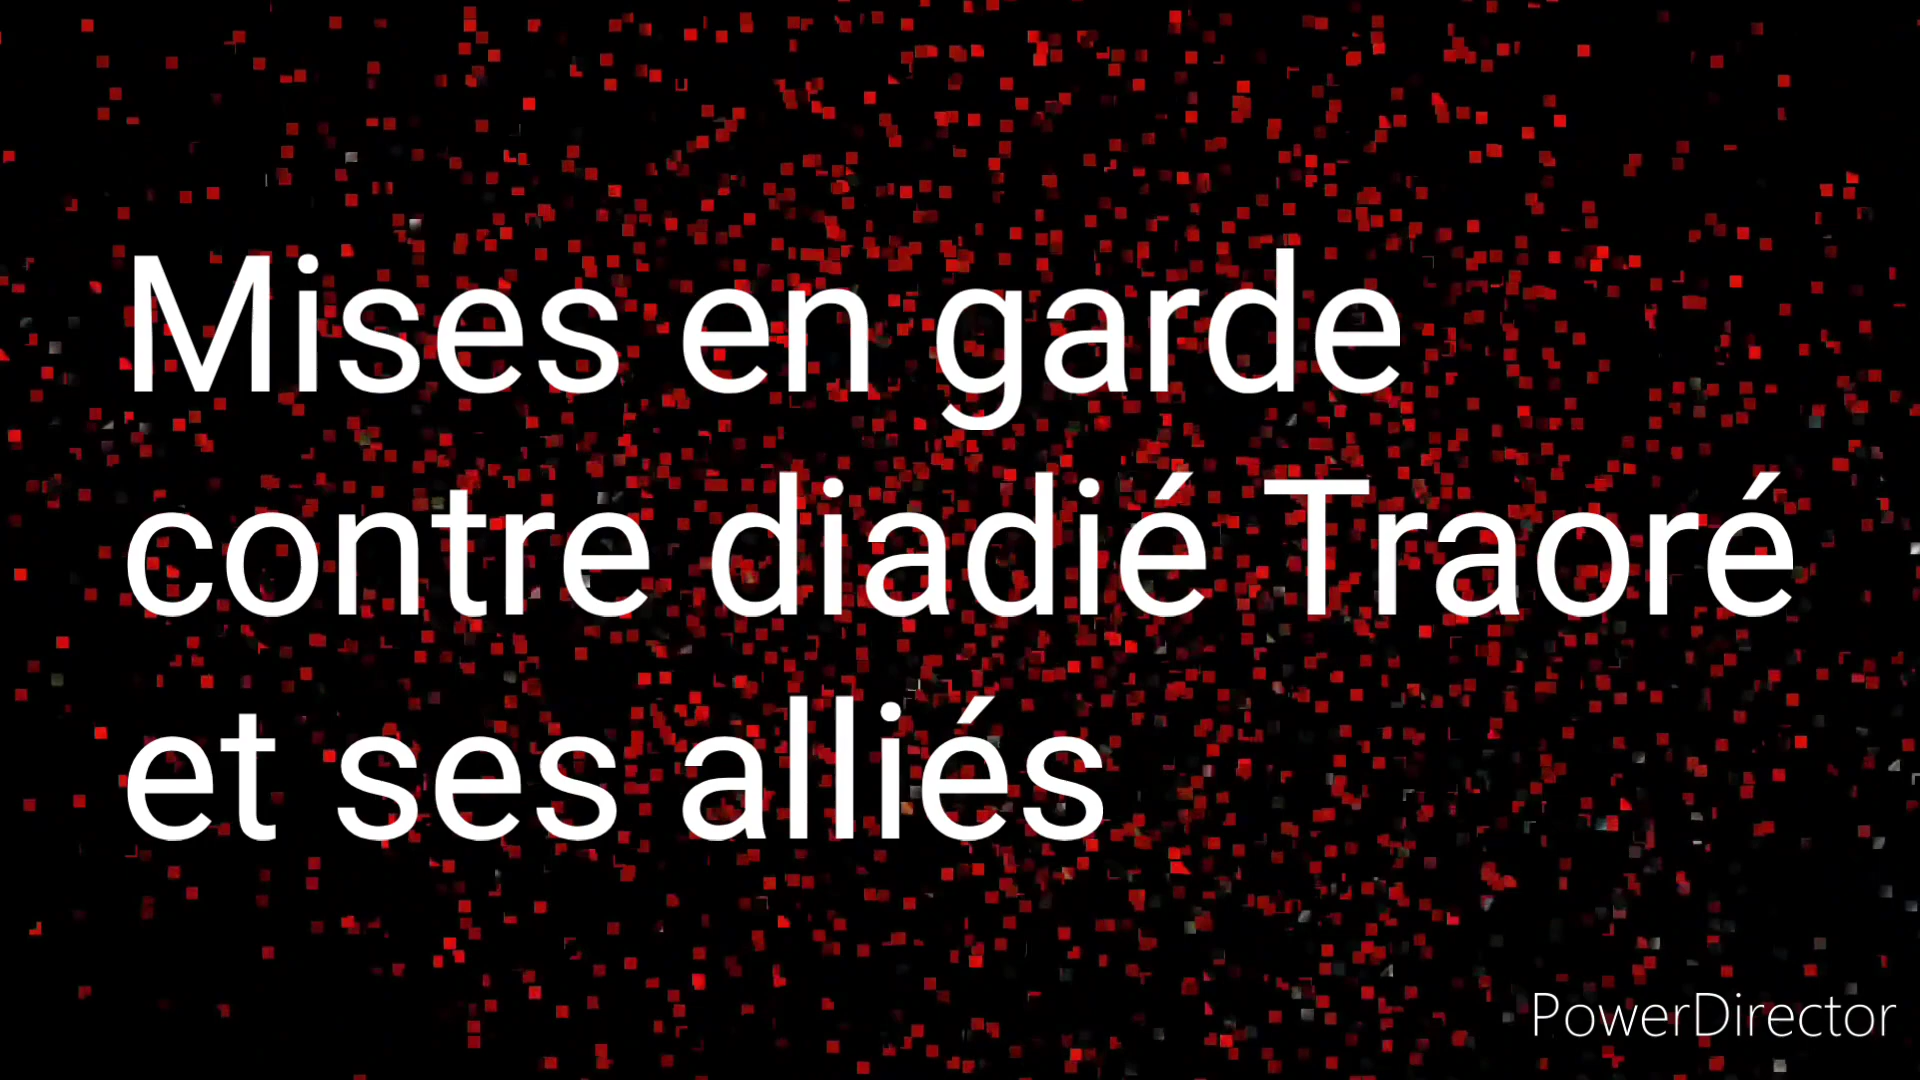 Mises en garde
contre diadié Traoré
et ses alliés
PowerDirector